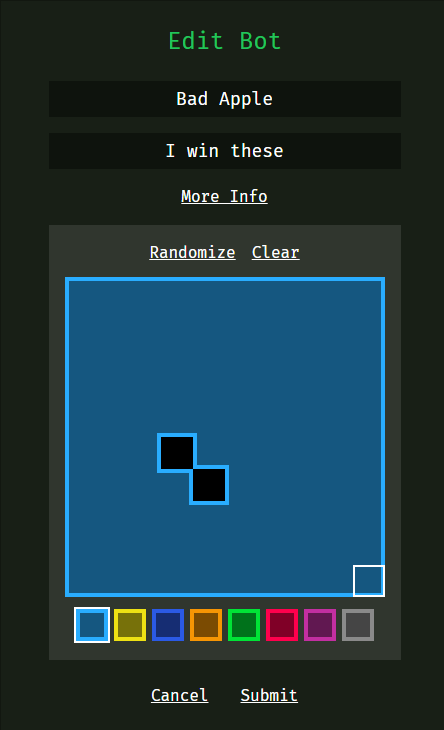 Edit Bot
Bad Apple
I win these
More Info
Randomize Clear
Cancel Submit